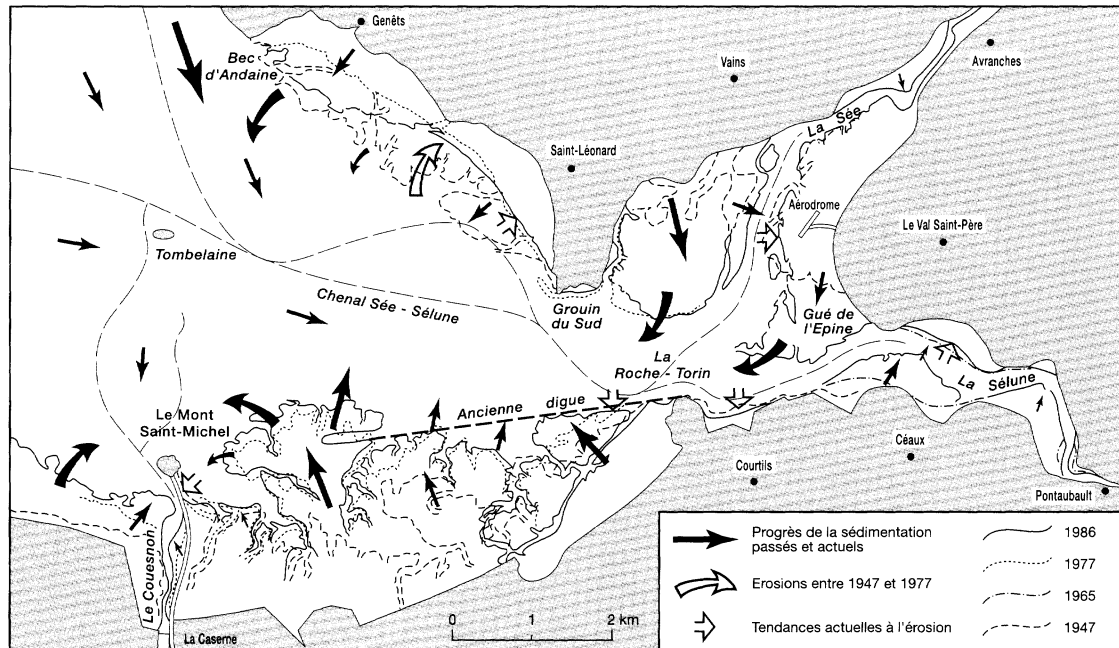 Genêts
Bec
d'Andaine
Vains
Avranches
La Sée
Saint-Léonard
Aérodrome
Le Val Saint-Père
Tombelaine
Chenal Sée - Sélune
Grouin
du Sud
Gué de
l'Epine
La
Roche - Torin
La Sélune
Ancienne digue
Le Mont
Saint-Michel
Céaux
Courtils
Pontaubault
Le Couesnon
La Caserne
0 2 km
Progrès de la sédimentation
passés et actuels
Erosions entre 1947 et 1977
Tendances actuelles à l'érosion
1986
1977
1965
1947